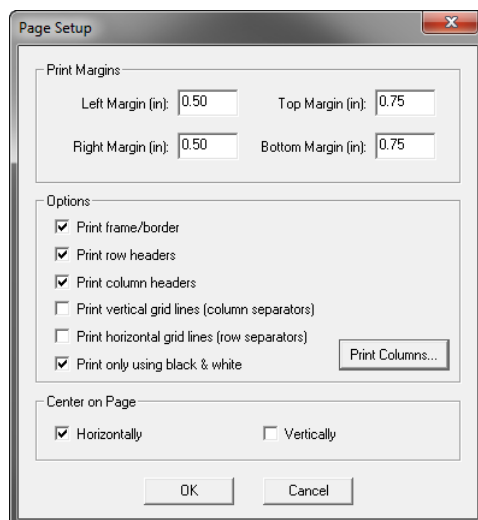 Page Setup
Print Margins
Left Margin (in): 0.50 Top Margin (in): 0.75
Right Margin (in): 0.50 Bottom Margin (in): 0.75
Options
Print frame/border
Print row headers
Print column headers
Print vertical grid lines (column separators)
Print horizontal grid lines (row separators)
Print only using black & white
Print Columns...
Center on Page
Horizontally Vertically
OK Cancel